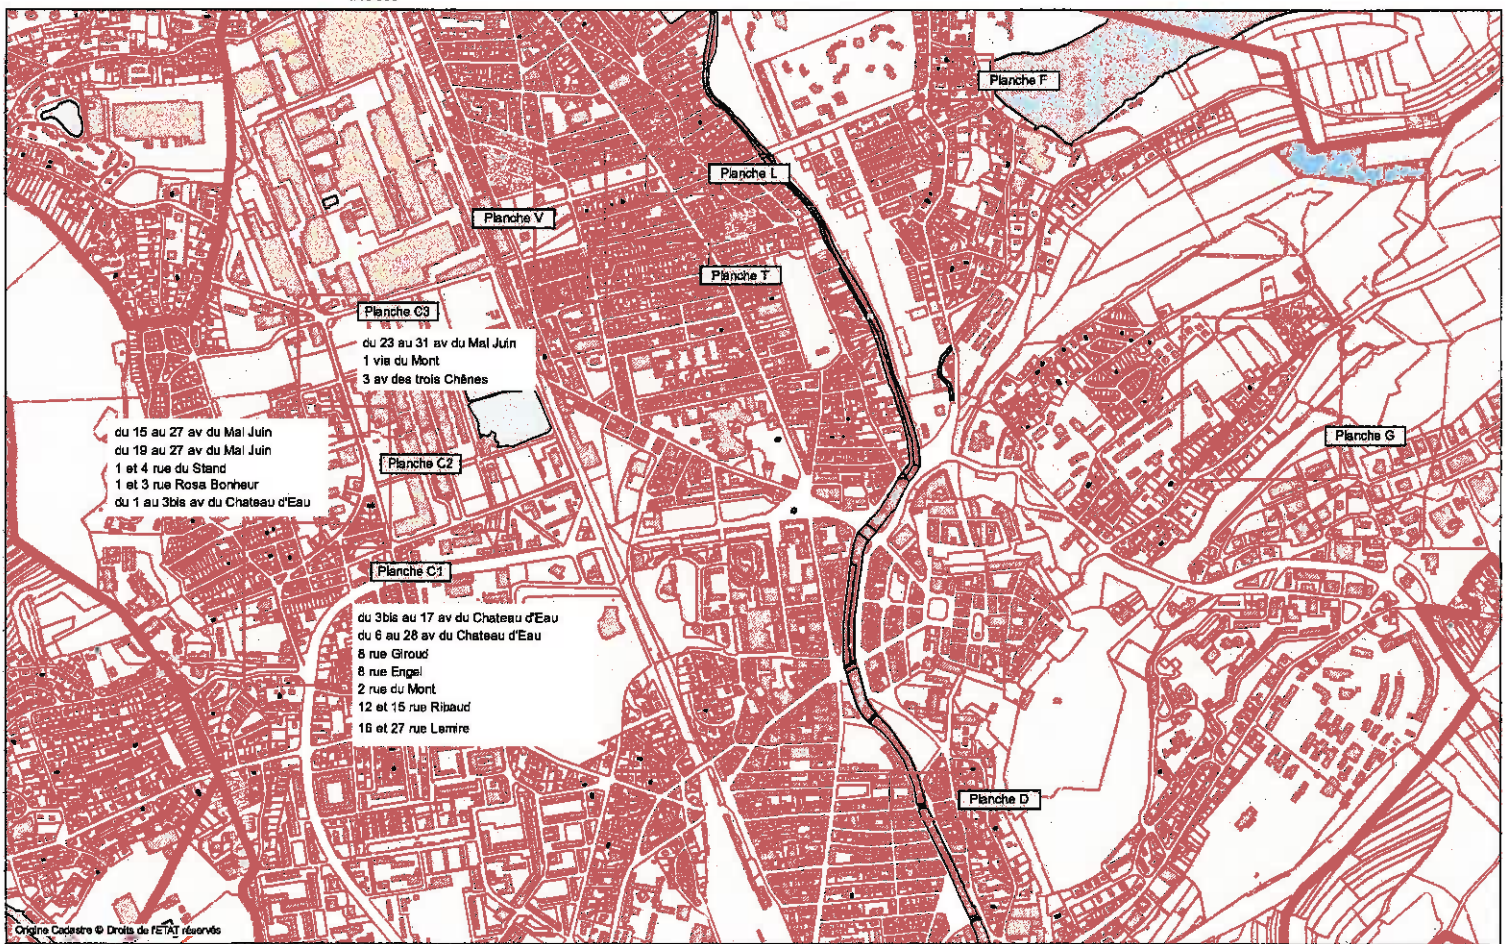 Planche F
Planche L
Planche V
Planche T
Planche C3
du 23 au 31 av du Mal Juin
1 vie du Mont
3 av des trois Chênes
du 15 au 27 av du Mal Juin
du 19 au 27 av du Mal Juin
1 et 4 rue du Stand
1 et 3 rue Rosa Bonheur
du 1 au 3bis av du Chateau d'Eau
Planche C2
Planche G
Planche C1
du 3bis au 17 av du Chateau d'Eau
du 6 au 28 av du Chateau d'Eau
8 rue Giroud
8 rue Engel
2 rue du Mont
12 et 15 rue Ribaud
16 et 27 rue Lemire
Planche D
Origine Cadastre © Droits de l'ETAT réservés